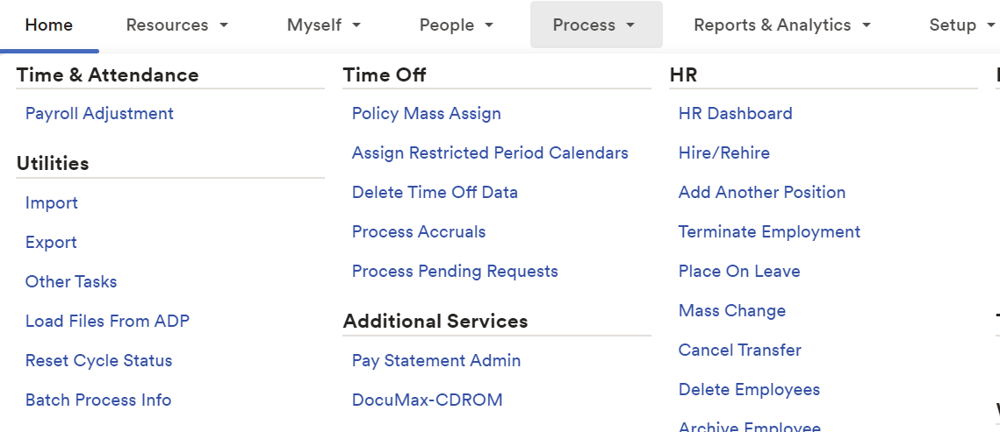 Home Resources Myself People Process Reports & Analytics Setup
Time & Attendance
Payroll Adjustment
Utilities
Import
Export
Other Tasks
Load Files From ADP
Reset Cycle Status
Batch Process Info
Time Off
Policy Mass Assign
Assign Restricted Period Calendars
Delete Time Off Data
Process Accruals
Process Pending Requests
Additional Services
Pay Statement Admin
DocuMax-CDROM
HR
HR Dashboard
Hire/Rehire
Add Another Position
Terminate Employment
Place On Leave
Mass Change
Cancel Transfer
Delete Employees
Archive Employee